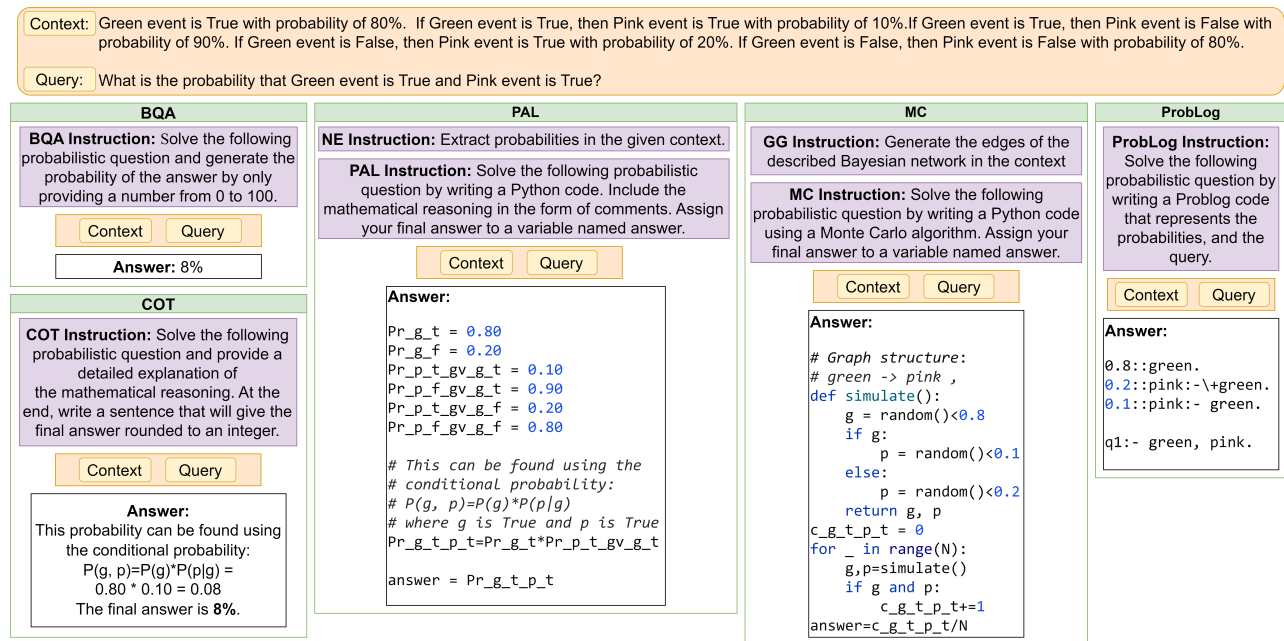 Context: Green event is True with probability of 80%.  If Green event is True, then Pink event is True with probability of 10%.If Green event is True, then Pink event is False with
probability of 90%. If Green event is False, then Pink event is True with probability of 20%. If Green event is False, then Pink event is False with probability of 80%.
Query: What is the probability that Green event is True and Pink event is True?
BQA
BQA Instruction: Solve the following
probabilistic question and generate the
probability of the answer by only
providing a number from 0 to 100.
Context Query
Answer: 8%
COT
COT Instruction: Solve the following
probabilistic question and provide a
detailed explanation of
the mathematical reasoning. At the
end, write a sentence that will give the
final answer rounded to an integer.
Context Query
Answer:
This probability can be found using
the conditional probability:
P(g, p)=P(g)*P(p|g) =
0.80 * 0.10 = 0.08
The final answer is 8%.
PAL
NE Instruction: Extract probabilities in the given context.
PAL Instruction: Solve the following probabilistic
question by writing a Python code. Include the
mathematical reasoning in the form of comments. Assign
your final answer to a variable named answer.
Context Query
Answer:
Pr_g_t = 0.80
Pr_g_f = 0.20
Pr_p_t_gv_g_t = 0.10
Pr_p_f_gv_g_t = 0.90
Pr_p_t_gv_g_f = 0.20
Pr_p_f_gv_g_f = 0.80
# This can be found using the
# conditional probability:
# P(g, p)=P(g)*P(p|g)
# where g is True and p is True
Pr_g_t_p_t=Pr_g_t*Pr_p_t_gv_g_t
answer = Pr_g_t_p_t
MC
GG Instruction: Generate the edges of the
described Bayesian network in the context
MC Instruction: Solve the following
probabilistic question by writing a Python code
using a Monte Carlo algorithm. Assign your
final answer to a variable named answer.
Context Query
Answer:
# Graph structure:
# green -> pink ,
def simulate():
    g = random()<0.8
    if g:
        p = random()<0.1
    else:
        p = random()<0.2
    return g, p
c_g_t_p_t = 0
for _ in range(N):
    g,p=simulate()
    if g and p:
        c_g_t_p_t+=1
answer=c_g_t_p_t/N
ProbLog
ProbLog Instruction:
Solve the following
probabilistic question by
writing a Problog code
that represents the
probabilities, and the
query.
Context Query
Answer:
0.8::green.
0.2::pink:-\+green.
0.1::pink:- green.
q1:- green, pink.